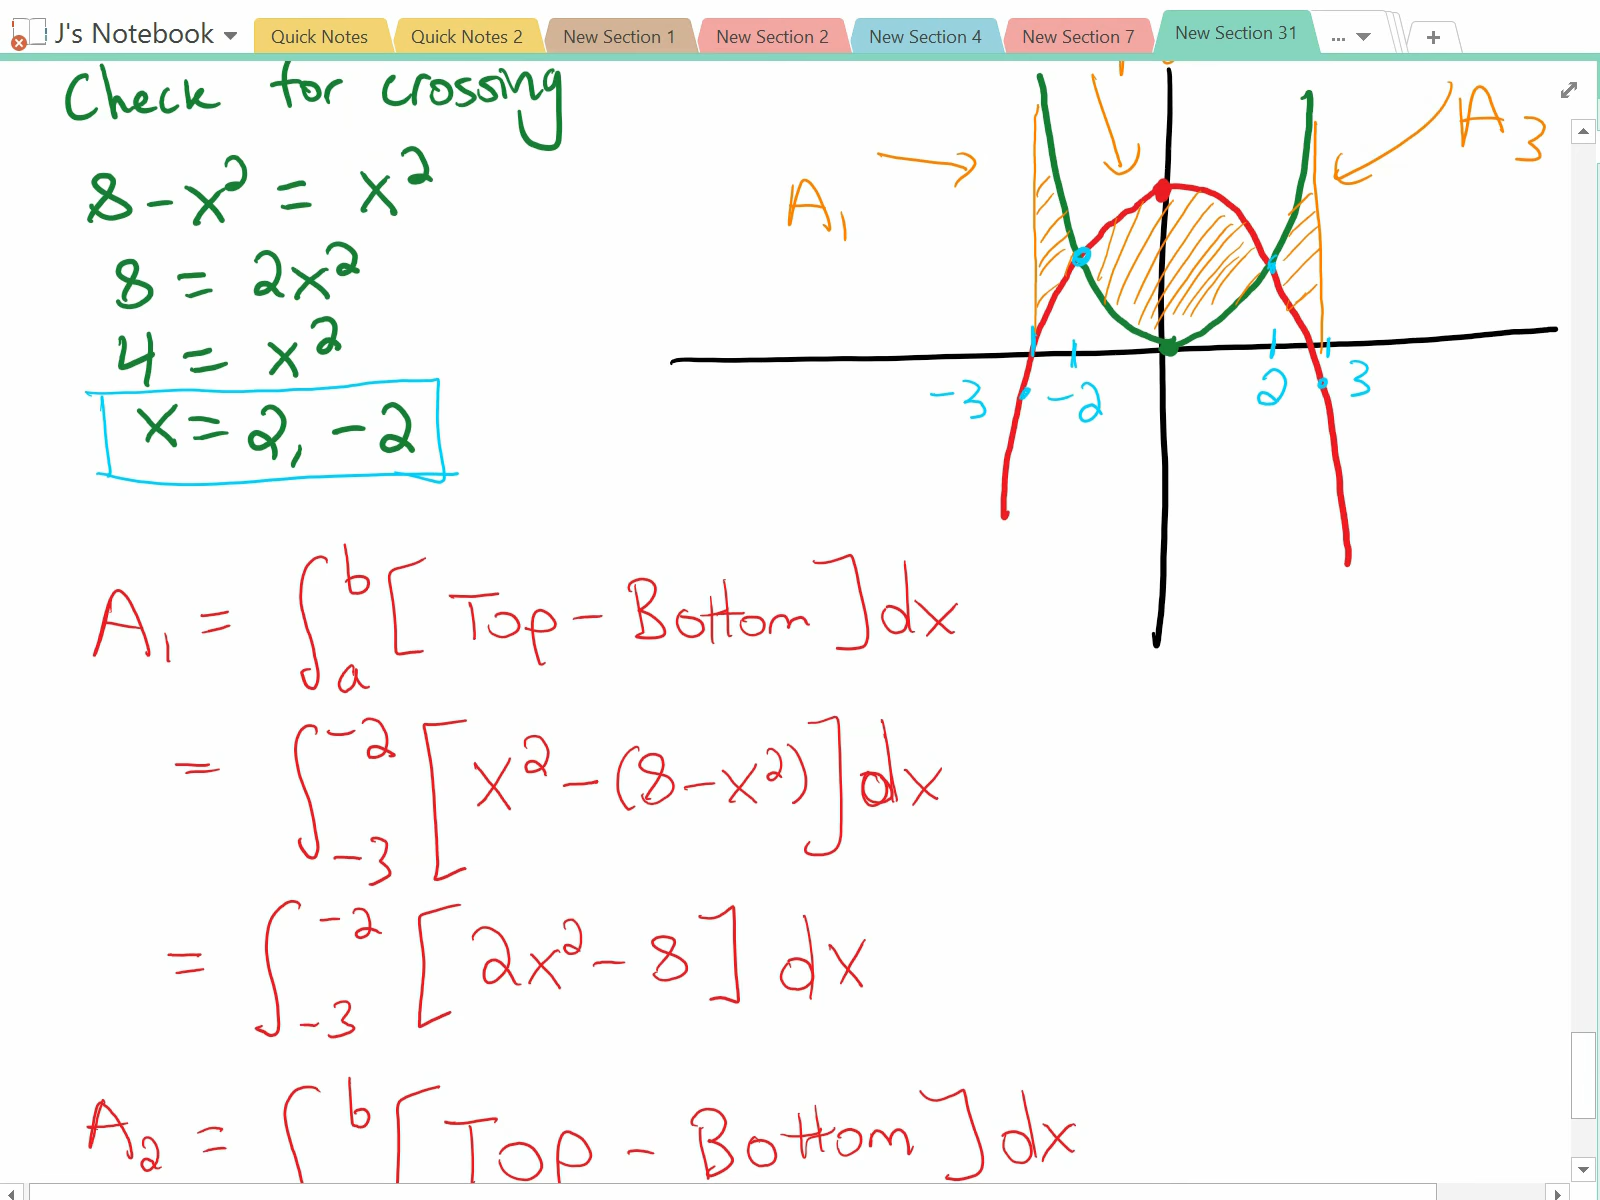 J's Notebook
Quick Notes
Quick Notes 2
New Section 1
New Section 2
New Section 4
New Section 7
New Section 31
...
+
Check for crossing
8 - x² = x²
8 = 2x²
4 = x²
x = 2, -2
A₁
A₃
-3
-2
2
3
A₁ = ∫ₐᵇ [Top - Bottom] dx
= ∫₋₃⁻² [x² - (8 - x²)] dx
= ∫₋₃⁻² [2x² - 8] dx
A₂ = ∫ᵇ [Top - Bottom] dx